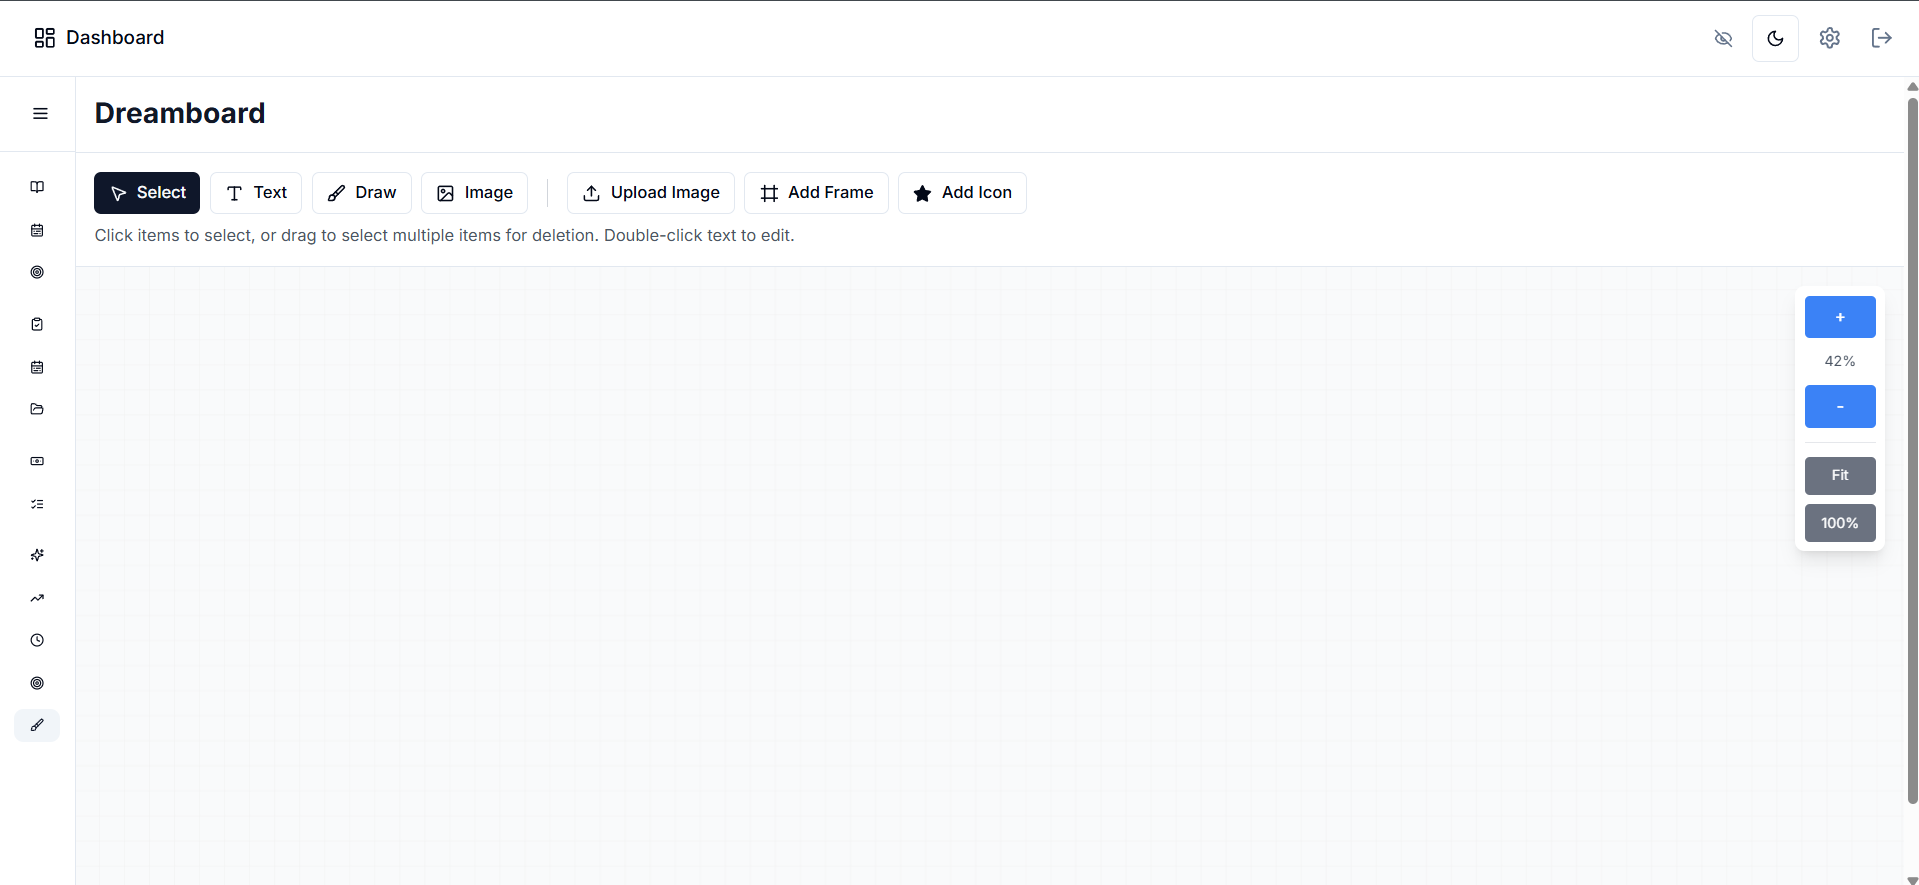 Dashboard
Dreamboard
Select Text Draw Image Upload Image Add Frame Add Icon
Click items to select, or drag to select multiple items for deletion. Double-click text to edit.
+
42%
-
Fit
100%